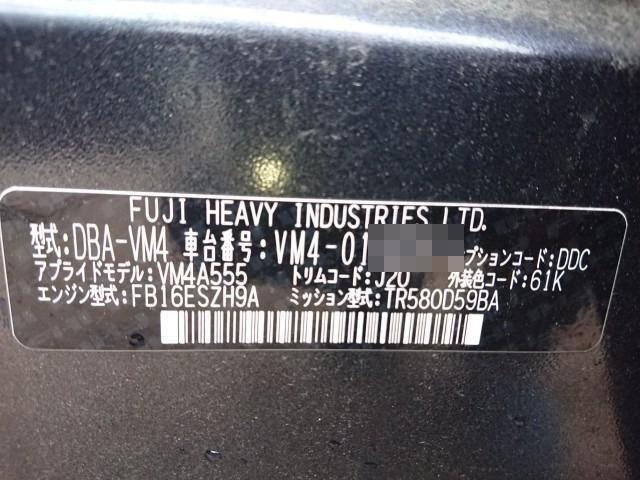 FUJI HEAVY INDUSTRIES LTD.
型式:DBA-VM4 車台番号:VM4-01 プションコード:DDC
アプライドモデル:VM4A555 トリムコード:J20 外装色コード:61K
エンジン型式:FB16ESZH9A ミッション型式:TR580D59BA